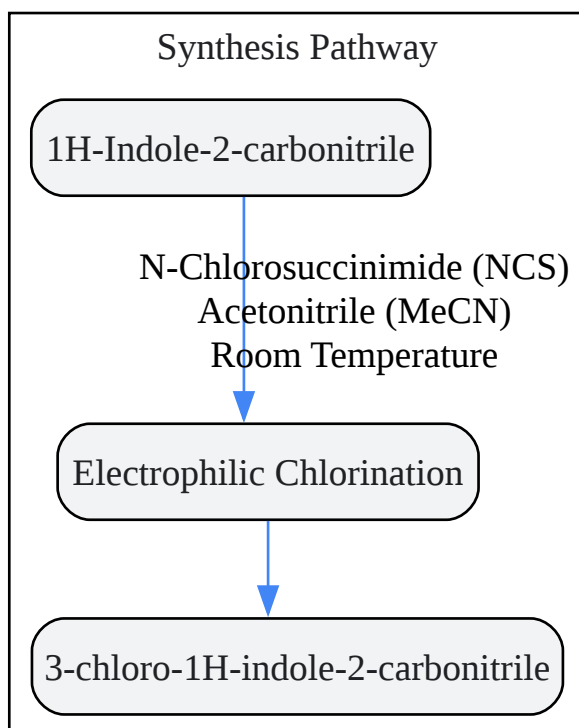 Synthesis Pathway
1H-Indole-2-carbonitrile
N-Chlorosuccinimide (NCS)
Acetonitrile (MeCN)
Room Temperature
Electrophilic Chlorination
3-chloro-1H-indole-2-carbonitrile